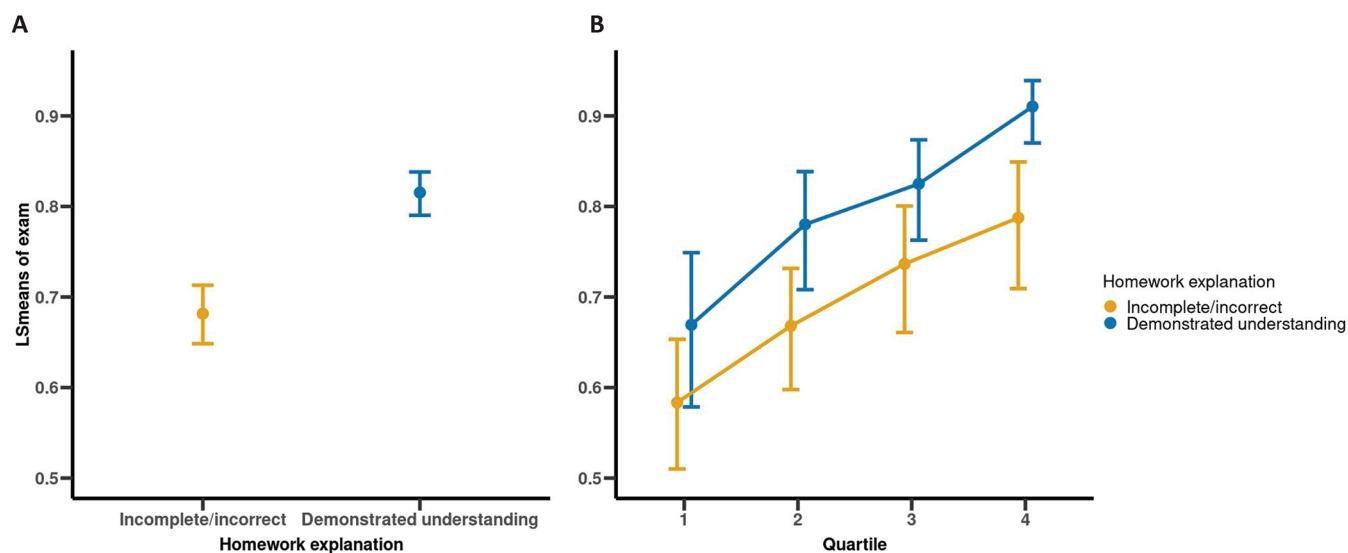 A
B
LSmeans of exam
0.9
0.8
0.7
0.6
0.5
Incomplete/incorrect
Demonstrated understanding
Homework explanation
0.9
0.8
0.7
0.6
0.5
1
2
3
4
Quartile
Homework explanation
Incomplete/incorrect
Demonstrated understanding